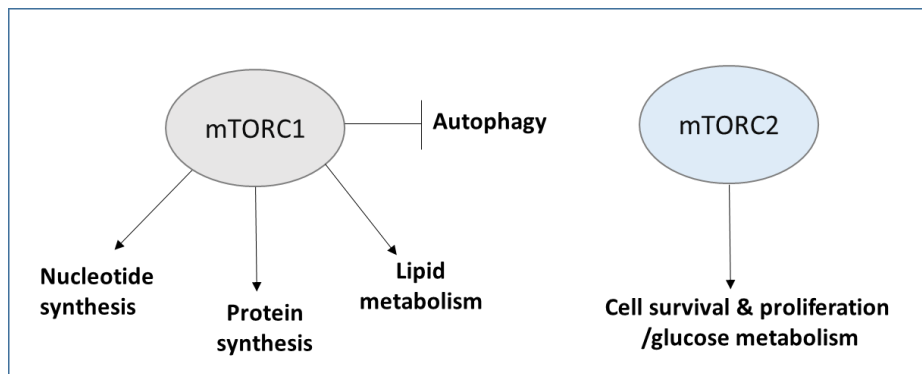 mTORC1
Autophagy
mTORC2
Nucleotide
synthesis
Protein
synthesis
Lipid
metabolism
Cell survival & proliferation
/glucose metabolism